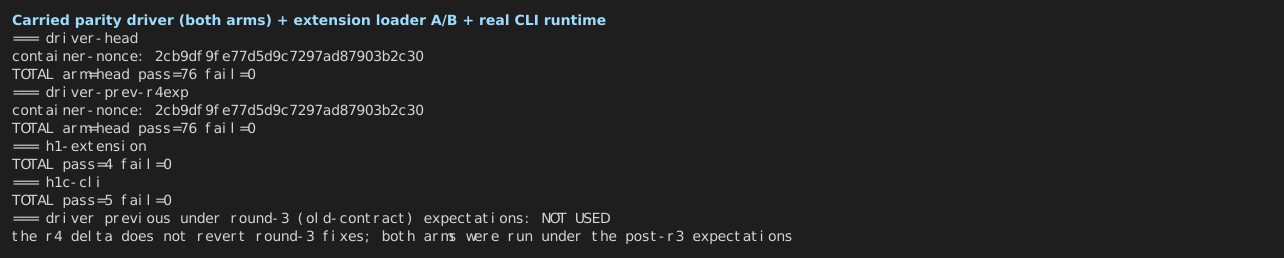 Carried parity driver (both arms) + extension loader A/B + real CLI runtime
=== driver-head
container-nonce: 2cb9df9fe77d5d9c7297ad87903b2c30
TOTAL arm=head pass=76 fail=0
=== driver-prev-r4exp
container-nonce: 2cb9df9fe77d5d9c7297ad87903b2c30
TOTAL arm=head pass=76 fail=0
=== h1-extension
TOTAL pass=4 fail=0
=== h1c-cli
TOTAL pass=5 fail=0
=== driver previous under round-3 (old-contract) expectations: NOT USED
the r4 delta does not revert round-3 fixes; both arms were run under the post-r3 expectations